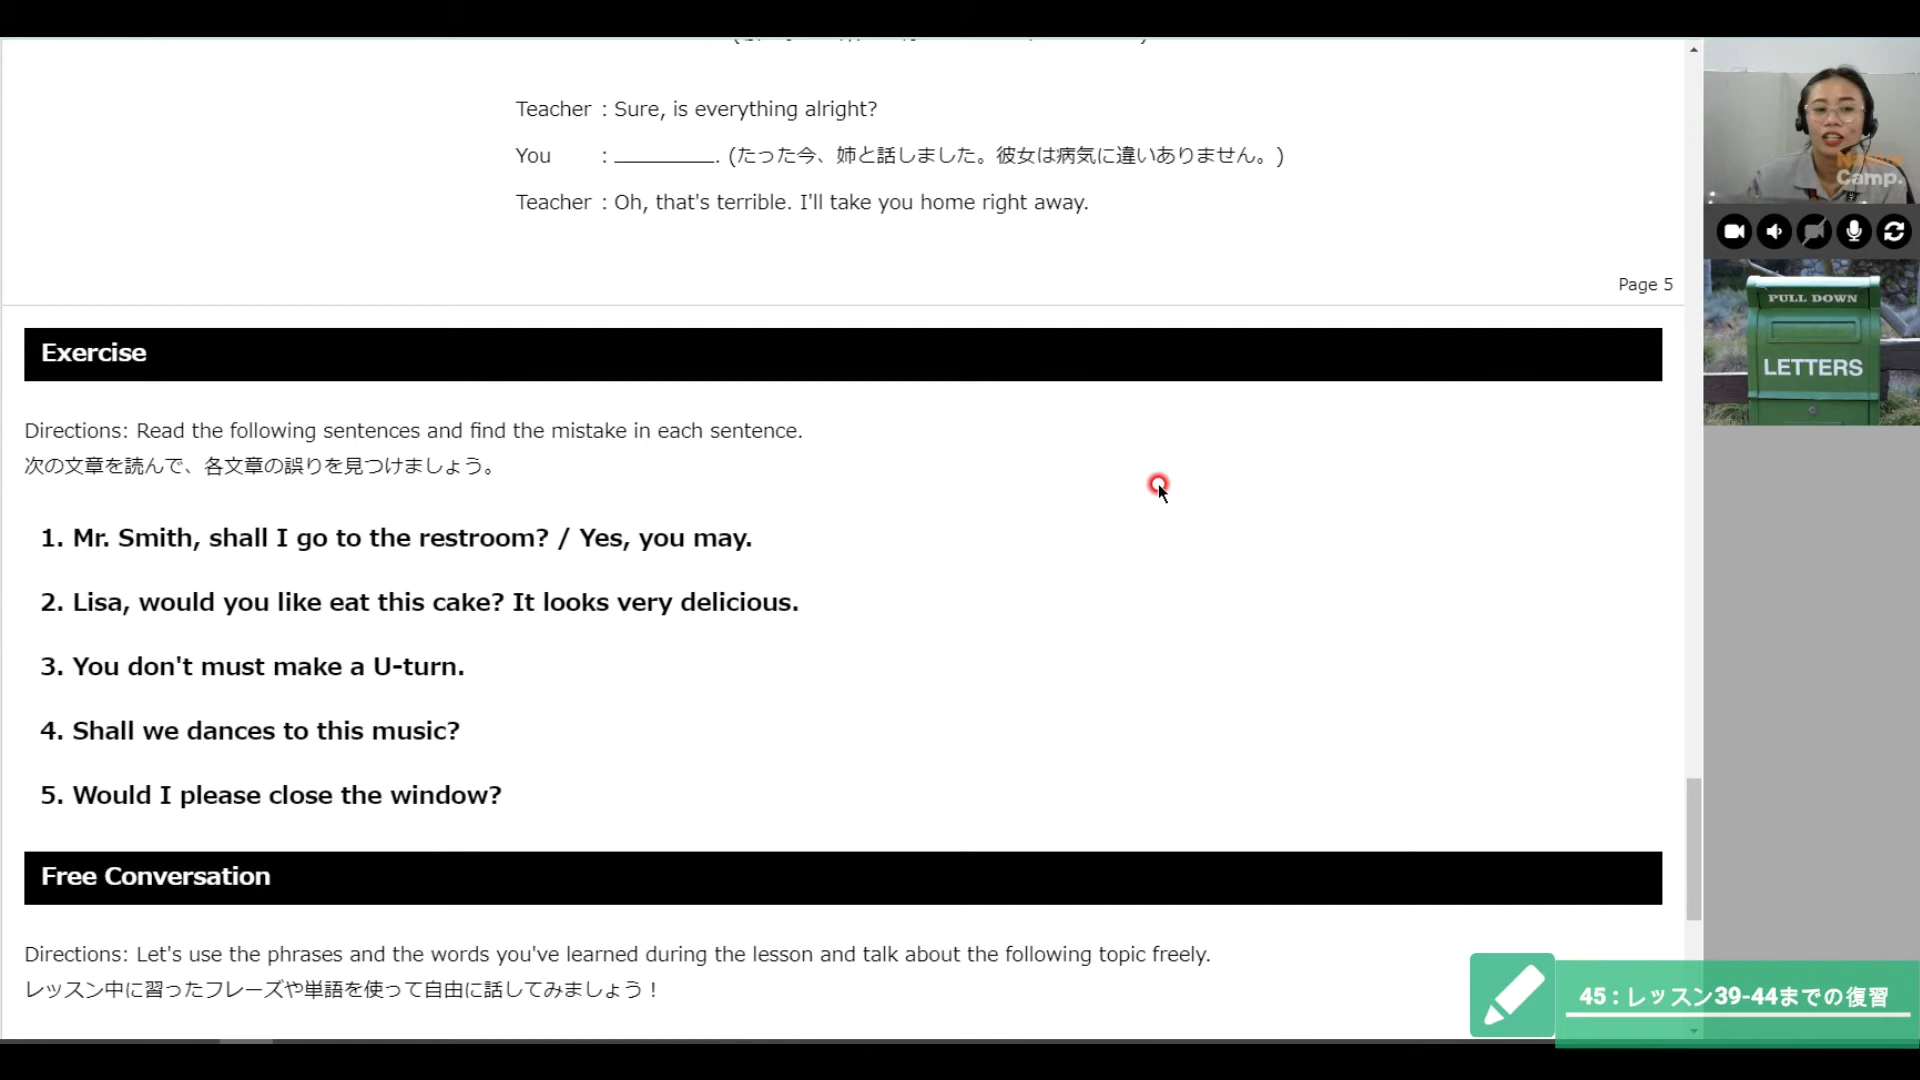 Teacher : Sure, is everything alright?
You : ________. (たった今、姉と話しました。彼女は病気に違いありません。)
Teacher : Oh, that's terrible. I'll take you home right away.
Page 5
Exercise
Directions: Read the following sentences and find the mistake in each sentence.
次の文章を読んで、各文章の誤りを見つけましょう。
1. Mr. Smith, shall I go to the restroom? / Yes, you may.
2. Lisa, would you like eat this cake? It looks very delicious.
3. You don't must make a U-turn.
4. Shall we dances to this music?
5. Would I please close the window?
Free Conversation
Directions: Let's use the phrases and the words you've learned during the lesson and talk about the following topic freely.
レッスン中に習ったフレーズや単語を使って自由に話してみましょう！
Native
Camp.
PULL DOWN
LETTERS
45 : レッスン39-44までの復習